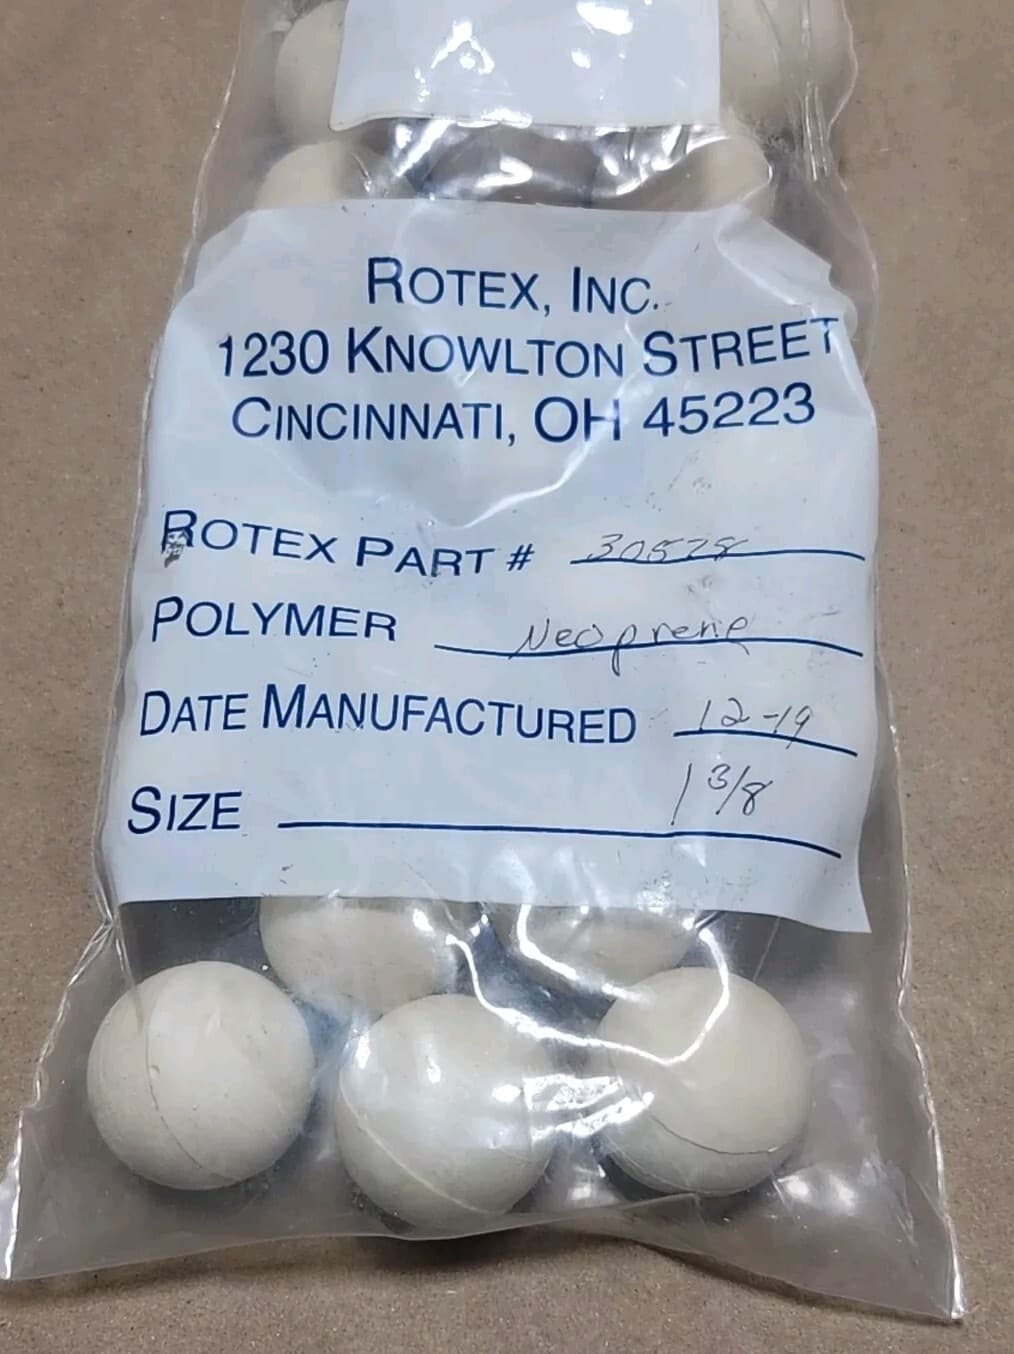 ROTEX, INC.
1230 KNOWLTON STREET
CINCINNATI, OH 45223
ROTEX PART # 30528
POLYMER Neoprene
DATE MANUFACTURED 12-19
SIZE 1 3/8